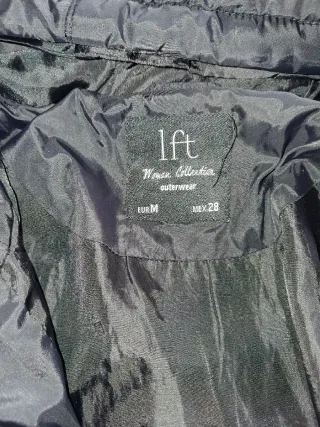 lft
Woman Collection
outerwear
EUR M MEX 28